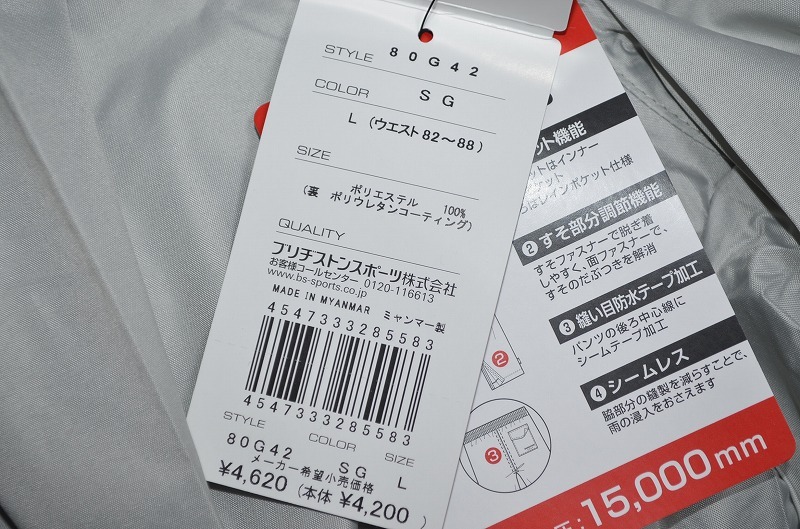 STYLE 80G42
COLOR SG
L (ウエスト82～88)
SIZE
ポリエステル 100%
(裏 ポリウレタンコーティング)
QUALITY
ブリヂストンスポーツ株式会社
お客様コールセンター 0120-116613
www.bs-sports.co.jp
MADE IN MYANMAR ミャンマー製
4547333285583
4547333285583
STYLE COLOR SIZE
80G42 SG L
メーカー希望小売価格
¥4,620 (本体 ¥4,200)
ット機能
ットはインナー
ケット
レインポケット仕様
❷ すそ部分調節機能
すそファスナーで脱ぎ着
しやすく、面ファスナーで、
すそのだぶつきを解消
❸ 縫い目防水テープ加工
パンツの後ろ中心線に
シームテープ加工
❹ シームレス
脇部分の縫製を減らすことで、
雨の浸入をおさえます
2
3
: 15,000mm